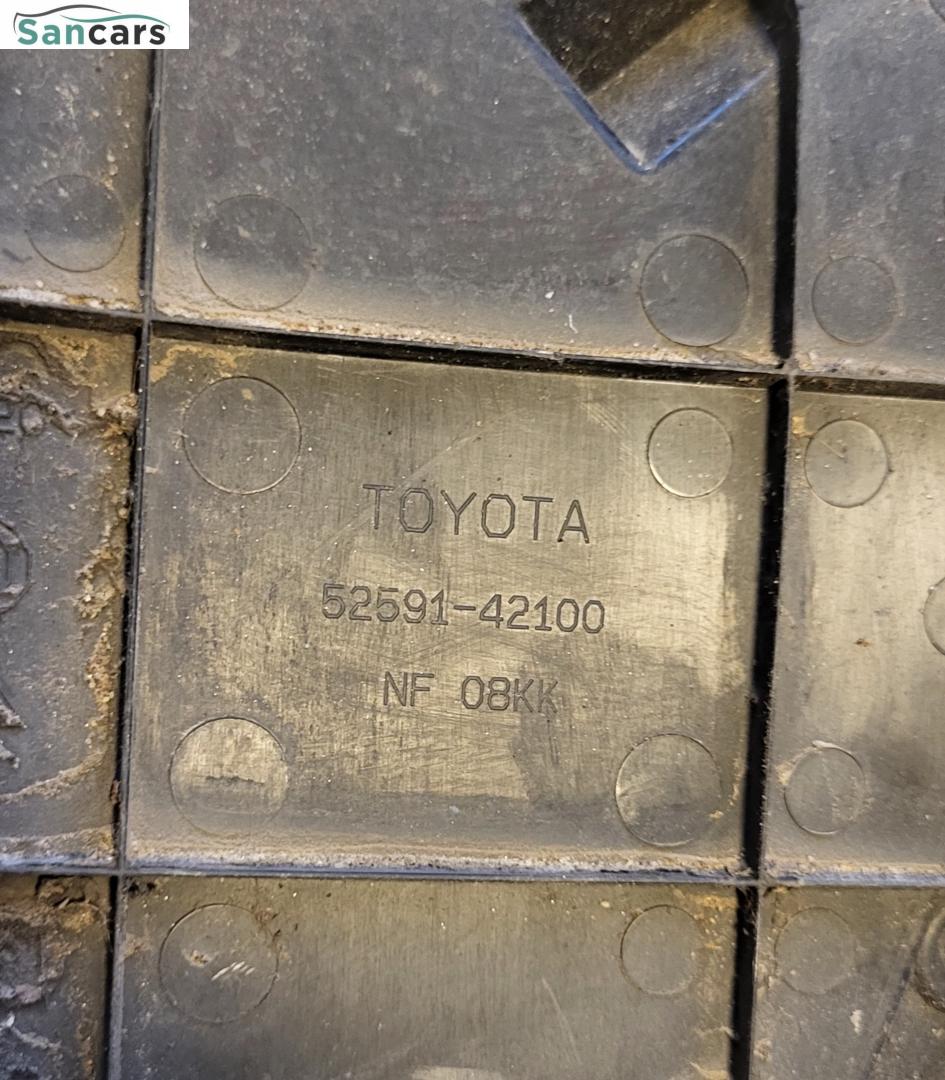 Sancars
TOYOTA
52591-42100
NF 08KK